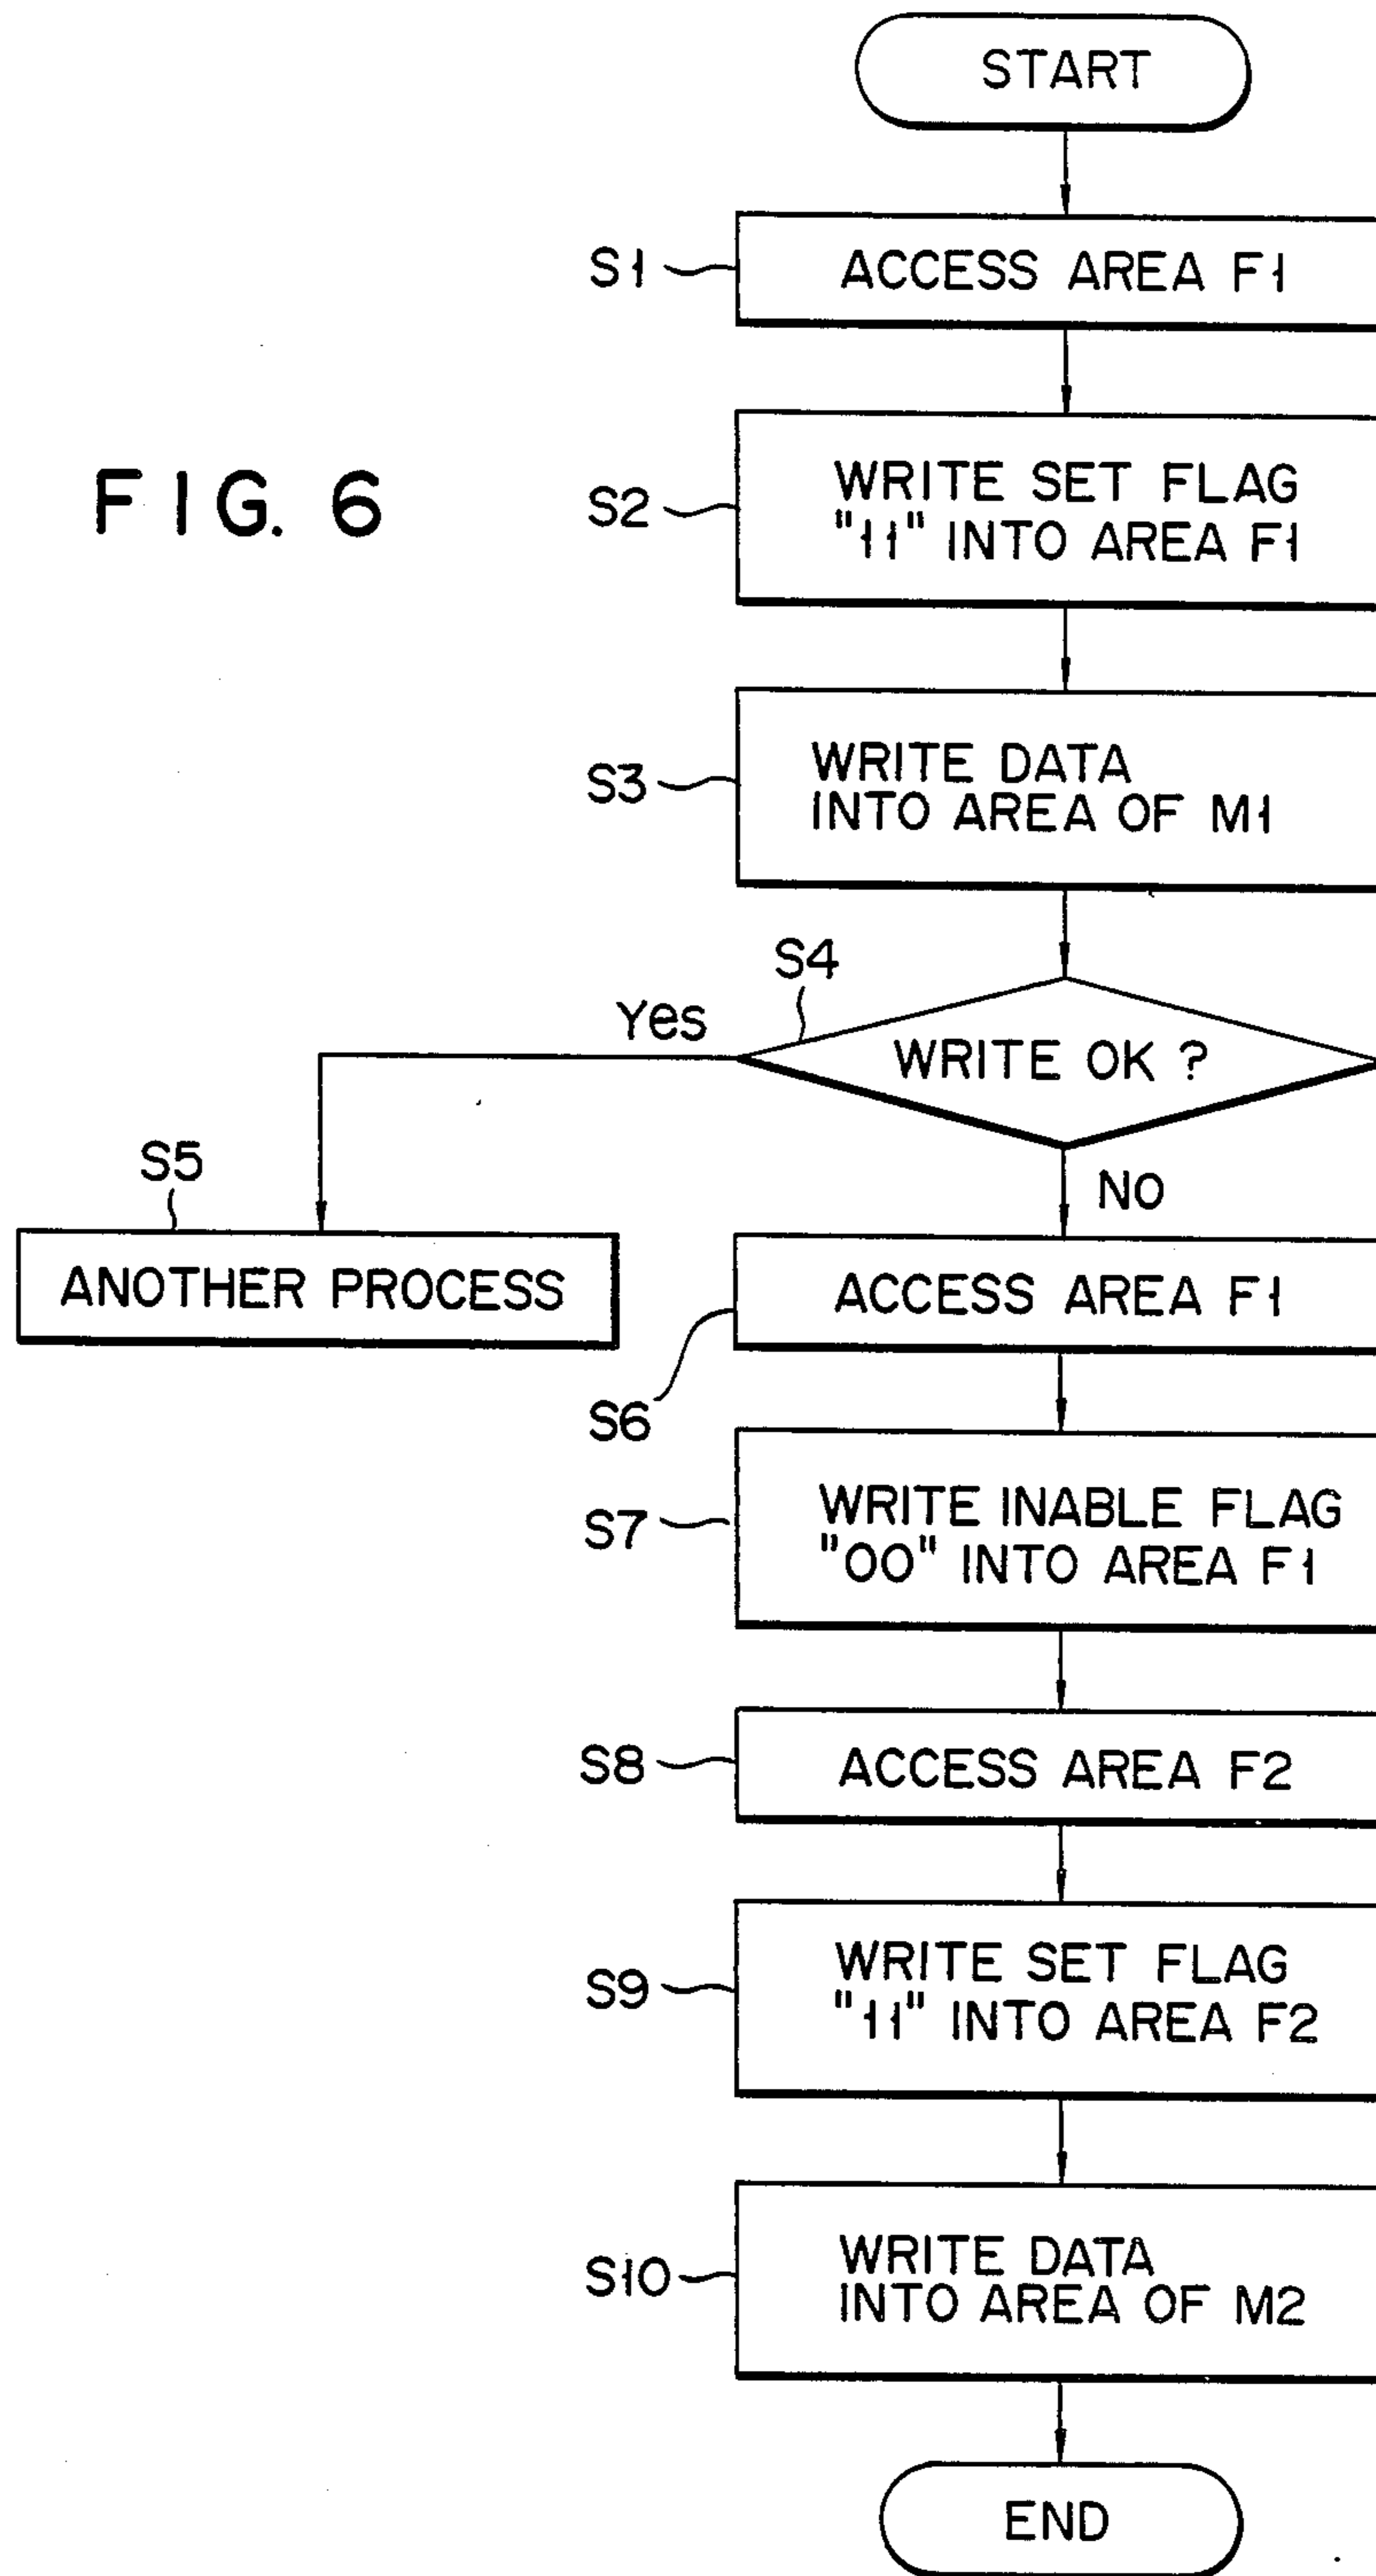 START
S1
ACCESS AREA F1
FIG. 6
S2
WRITE SET FLAG
"11" INTO AREA F1
S3
WRITE DATA
INTO AREA OF M1
S4
Yes
WRITE OK ?
NO
S5
ANOTHER PROCESS
ACCESS AREA F1
S6
S7
WRITE INABLE FLAG
"00" INTO AREA F1
S8
ACCESS AREA F2
S9
WRITE SET FLAG
"11" INTO AREA F2
S10
WRITE DATA
INTO AREA OF M2
END